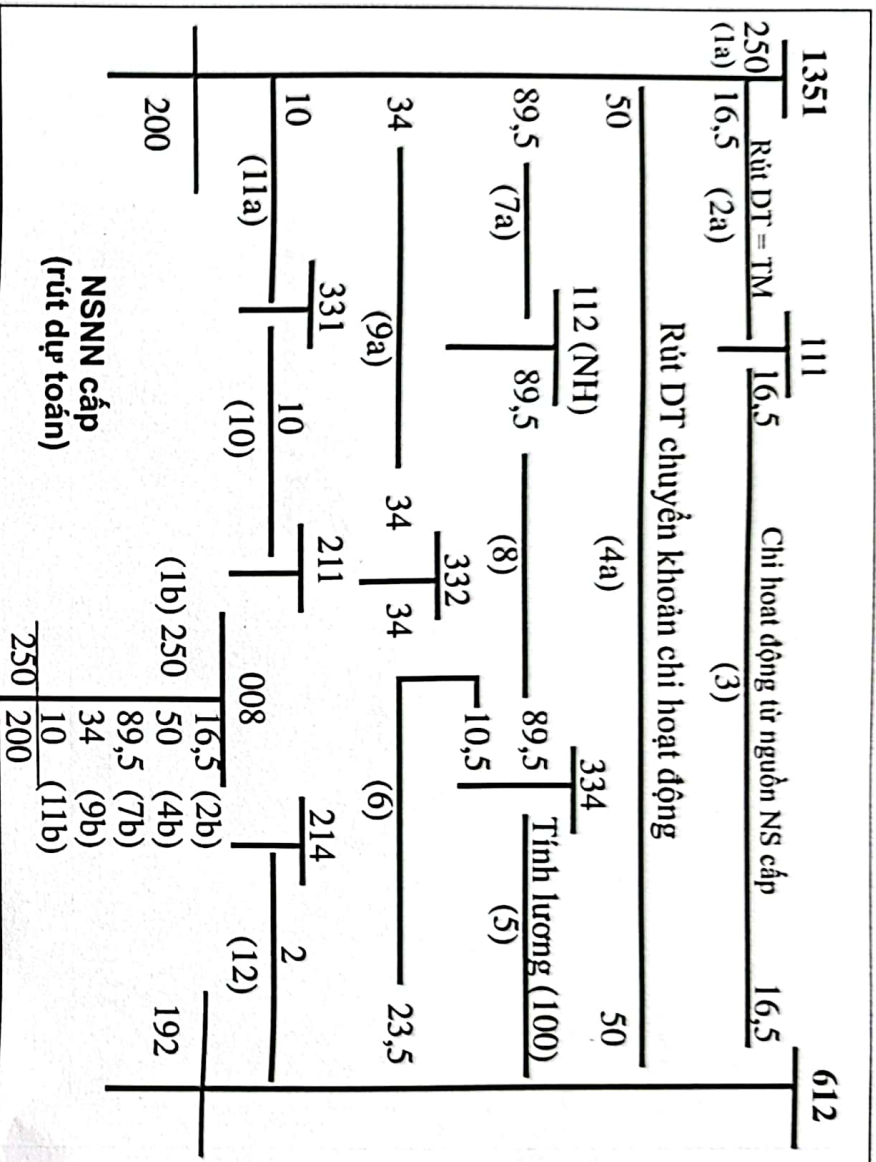 1351 111 612
250 16,5 16,5 16,5
(1a) Rút DT = TM Chi hoạt động từ nguồn NS cấp
(2a) (3)
Rút DT chuyển khoản chi hoạt động
50 (4a) 50
112 (NH) 334
89,5 89,5 89,5 Tính lương (100)
(7a) (8) (5)
332 10,5
34 34 34 23,5
(9a) (6)
331 211 214
10 10 2
(11a) (10) (12)
200 192
008
(1b) 250 16,5 (2b)
50 (4b)
89,5 (7b)
34 (9b)
10 (11b)
250 200
NSNN cấp
(rút dự toán)